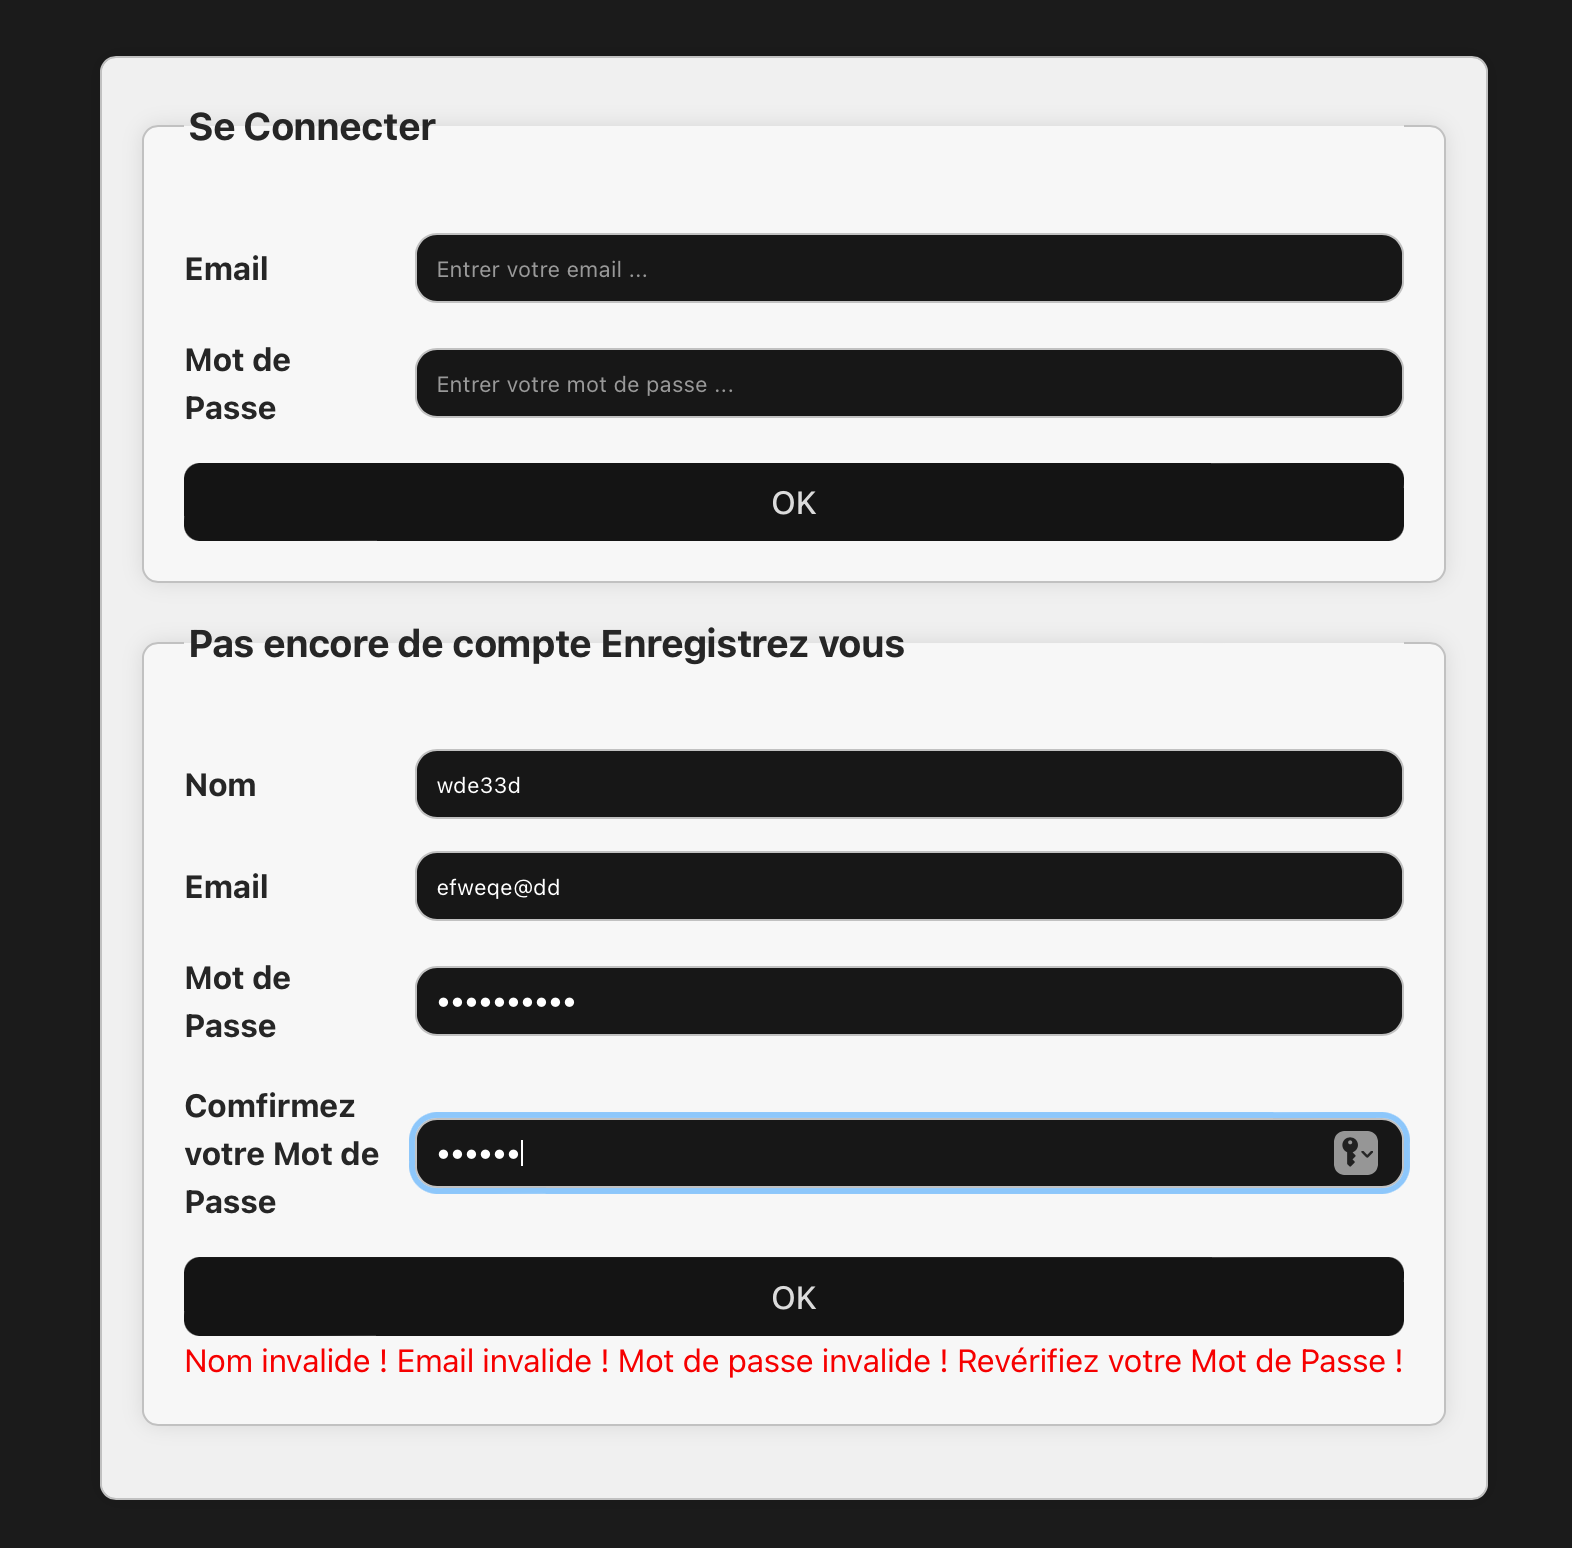 Se Connecter
Email
Entrer votre email ...
Mot de
Passe
Entrer votre mot de passe ...
OK
Pas encore de compte Enregistrez vous
Nom
wde33d
Email
efweqe@dd
Mot de
Passe
••••••••••
Comfirmez
votre Mot de
Passe
••••••
OK
Nom invalide ! Email invalide ! Mot de passe invalide ! Revérifiez votre Mot de Passe !